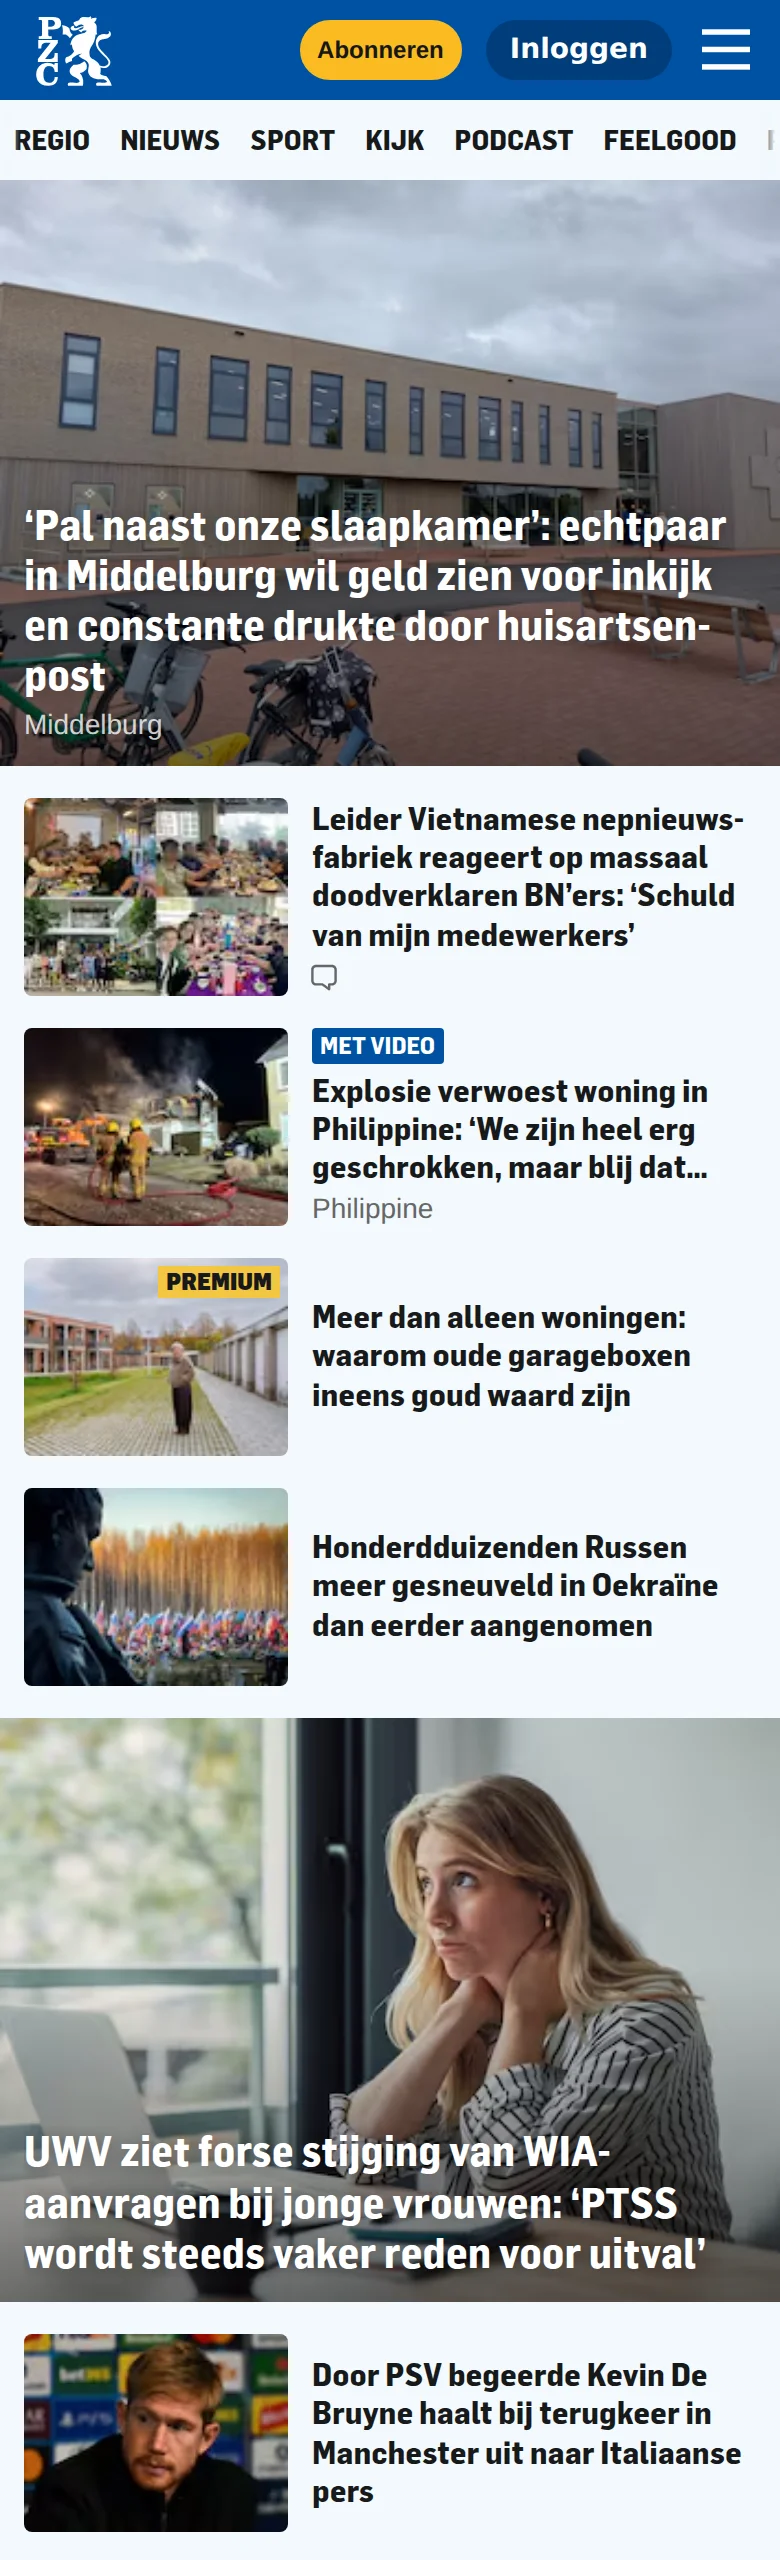 PZC
Abonneren
Inloggen
REGIO NIEUWS SPORT KIJK PODCAST FEELGOOD
‘Pal naast onze slaapkamer’: echtpaar
in Middelburg wil geld zien voor inkijk
en constante drukte door huisartsen-
post
Middelburg
Leider Vietnamese nepnieuws-
fabriek reageert op massaal
doodverklaren BN’ers: ‘Schuld
van mijn medewerkers’
MET VIDEO
Explosie verwoest woning in
Philippine: ‘We zijn heel erg
geschrokken, maar blij dat...
Philippine
PREMIUM
Meer dan alleen woningen:
waarom oude garageboxen
ineens goud waard zijn
Honderdduizenden Russen
meer gesneuveld in Oekraïne
dan eerder aangenomen
UWV ziet forse stijging van WIA-
aanvragen bij jonge vrouwen: ‘PTSS
wordt steeds vaker reden voor uitval’
bet365
Door PSV begeerde Kevin De
Bruyne haalt bij terugkeer in
Manchester uit naar Italiaanse
pers